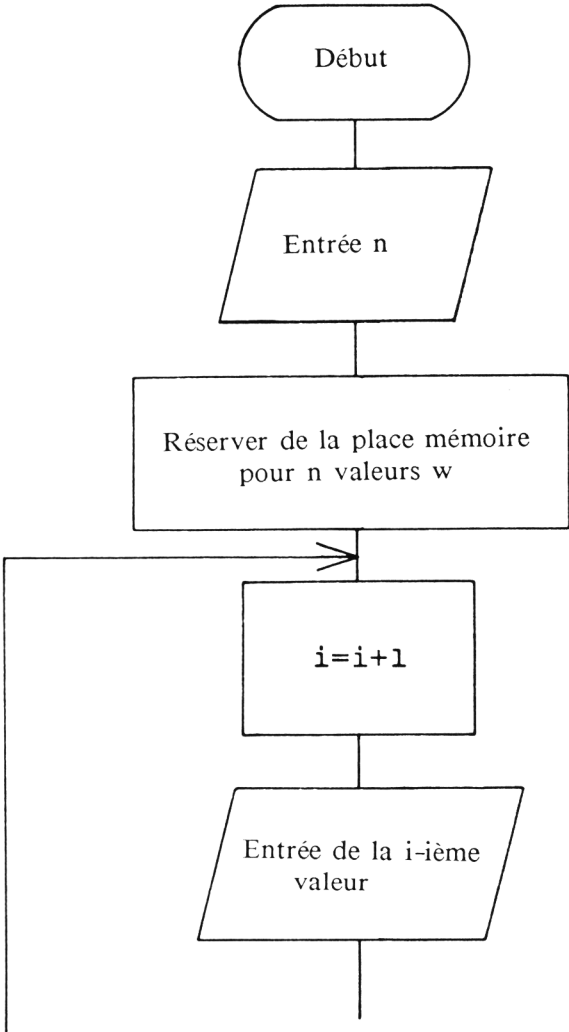 Début
Entrée n
Réserver de la place mémoire
pour n valeurs w
i=i+1
Entrée de la i-ième
valeur